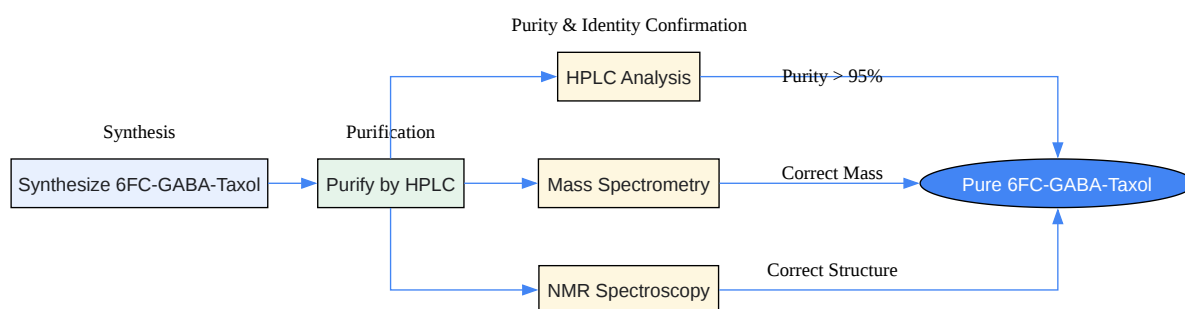 Purity & Identity Confirmation
HPLC Analysis
Purity > 95%
Synthesis
Purification
Synthesize 6FC-GABA-Taxol
Purify by HPLC
Mass Spectrometry
Correct Mass
Pure 6FC-GABA-Taxol
Correct Structure
NMR Spectroscopy